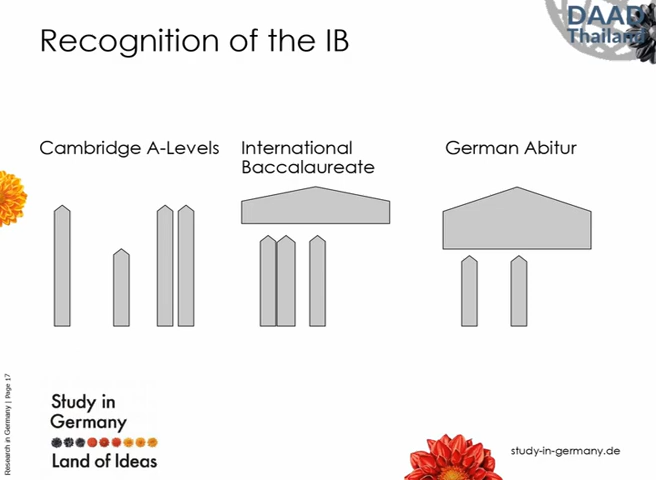 Recognition of the IB
DAAD
Thailand
Cambridge A-Levels
International
Baccalaureate
German Abitur
Study in
Germany
Land of Ideas
study-in-germany.de
Research in Germany | Page 17